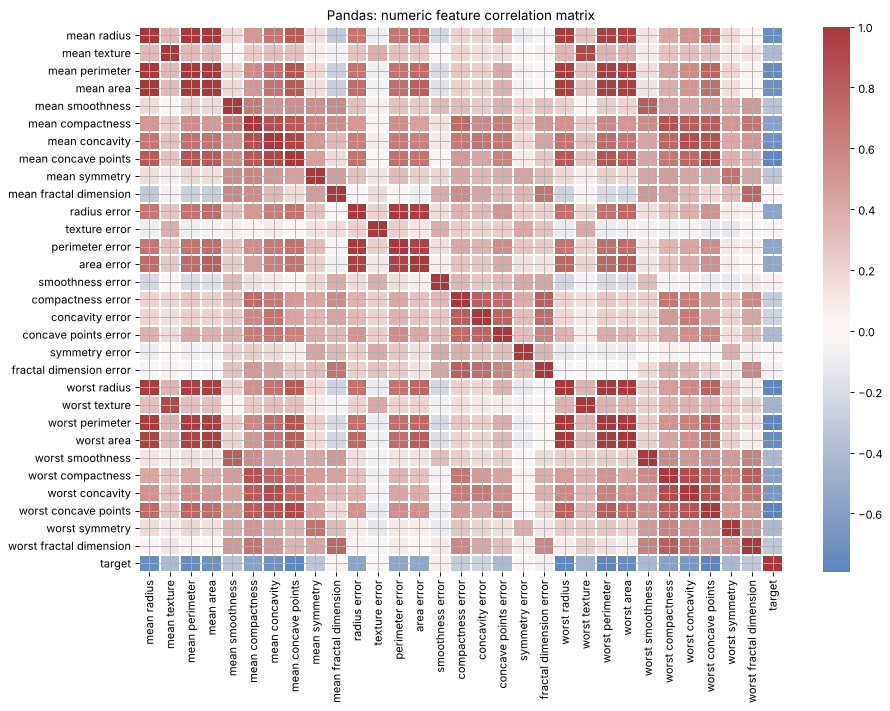 Pandas: numeric feature correlation matrix
mean radius
mean texture
mean perimeter
mean area
mean smoothness
mean compactness
mean concavity
mean concave points
mean symmetry
mean fractal dimension
radius error
texture error
perimeter error
area error
smoothness error
compactness error
concavity error
concave points error
symmetry error
fractal dimension error
worst radius
worst texture
worst perimeter
worst area
worst smoothness
worst compactness
worst concavity
worst concave points
worst symmetry
worst fractal dimension
target
mean radius
mean texture
mean perimeter
mean area
mean smoothness
mean compactness
mean concavity
mean concave points
mean symmetry
mean fractal dimension
radius error
texture error
perimeter error
area error
smoothness error
compactness error
concavity error
concave points error
symmetry error
fractal dimension error
worst radius
worst texture
worst perimeter
worst area
worst smoothness
worst compactness
worst concavity
worst concave points
worst symmetry
worst fractal dimension
target
1.0
0.8
0.6
0.4
0.2
0.0
−0.2
−0.4
−0.6